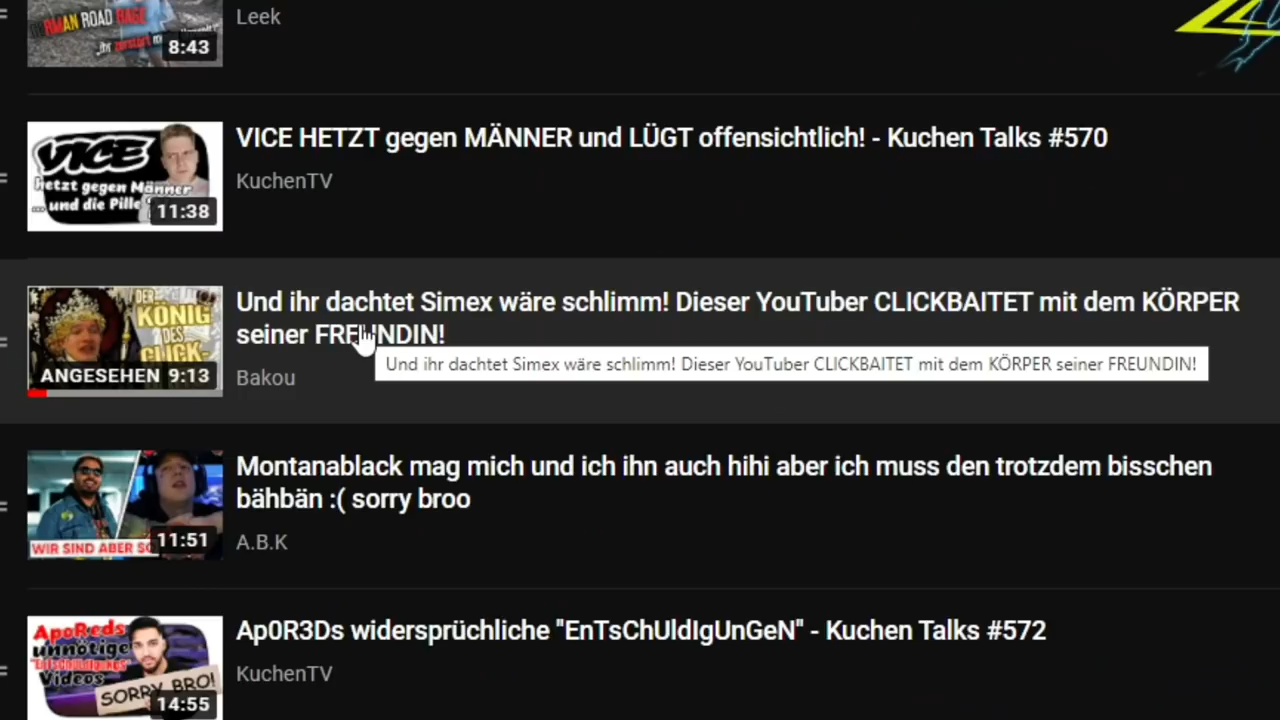 RMAN ROAD RAGE
8:43
Leek
VICE
hetzt gegen Männer
... und die Pille
11:38
VICE HETZT gegen MÄNNER und LÜGT offensichtlich! - Kuchen Talks #570
KuchenTV
DER
KÖNIG
DES
CLICK-
ANGESEHEN 9:13
Und ihr dachtet Simex wäre schlimm! Dieser YouTuber CLICKBAITET mit dem KÖRPER
seiner FREUNDIN!
Und ihr dachtet Simex wäre schlimm! Dieser YouTuber CLICKBAITET mit dem KÖRPER seiner FREUNDIN!
Bakou
WIR SIND ABER
11:51
Montanablack mag mich und ich ihn auch hihi aber ich muss den trotzdem bisschen
bähbän :( sorry broo
A.B.K
ApoReds
unnötige
"EntSchUldIgUngs"
Videos
SORRY BRO!
14:55
Ap0R3Ds widersprüchliche "EnTsChUldIgUnGeN" - Kuchen Talks #572
KuchenTV